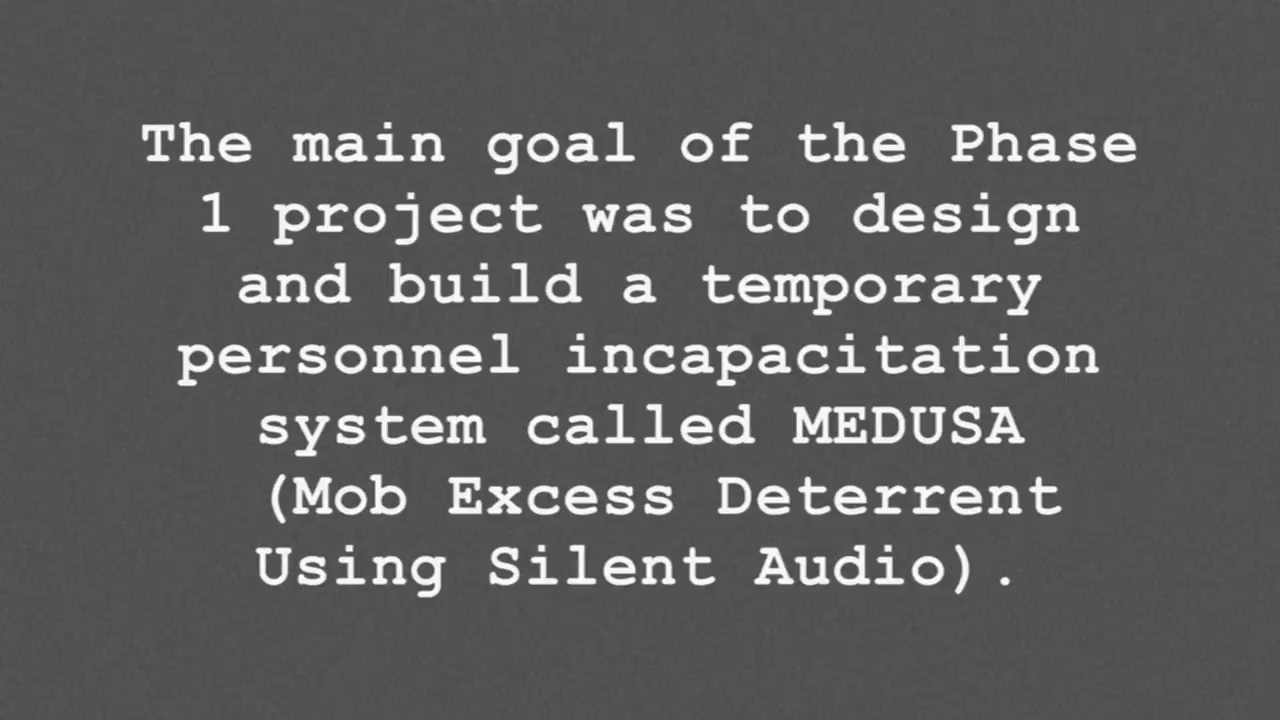 The main goal of the Phase
1 project was to design
and build a temporary
personnel incapacitation
system called MEDUSA
(Mob Excess Deterrent
Using Silent Audio).